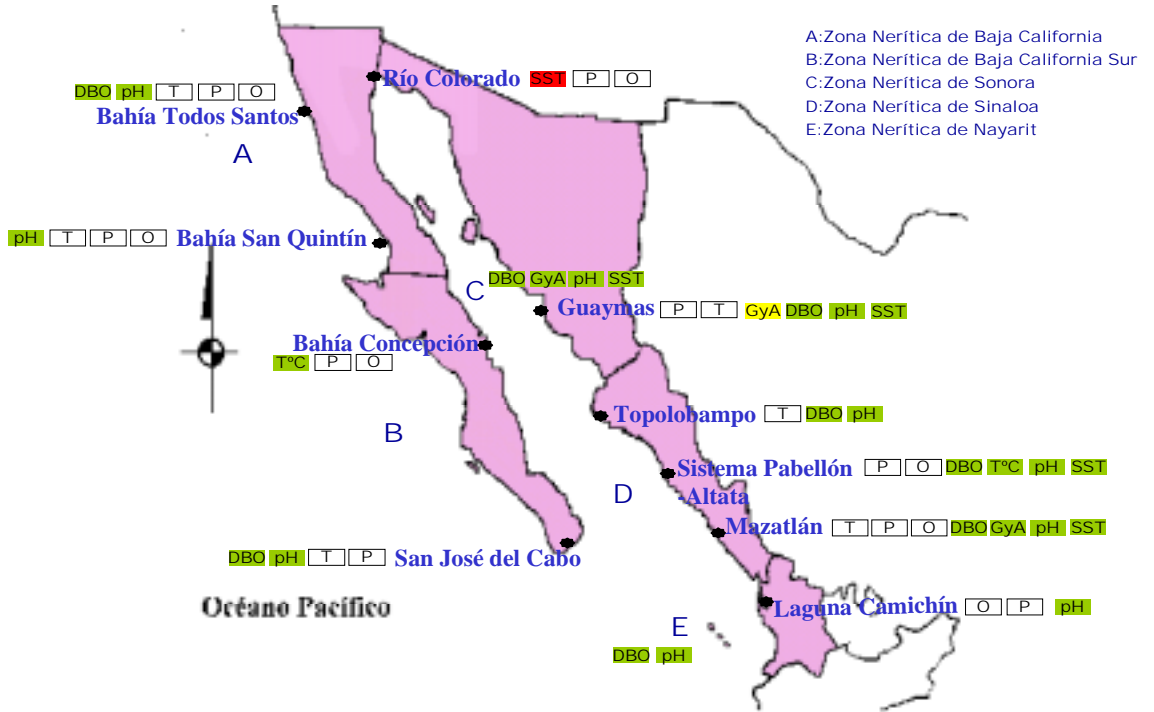 A:Zona Nerítica de Baja California
B:Zona Nerítica de Baja California Sur
C:Zona Nerítica de Sonora
D:Zona Nerítica de Sinaloa
E:Zona Nerítica de Nayarit
Río Colorado SST P O
DBO pH T P O
Bahía Todos Santos
A
pH T P O Bahía San Quintín
DBO GyA pH SST
C
Guaymas P T GyA DBO pH SST
Bahía Concepción
TºC P O
Topolobampo T DBO pH
B
Sistema Pabellón P O DBO TºC pH SST
-Altata
D
Mazatlán T P O DBO GyA pH SST
DBO pH T P San José del Cabo
Océano Pacífico
Laguna Camichín O P pH
E
DBO pH